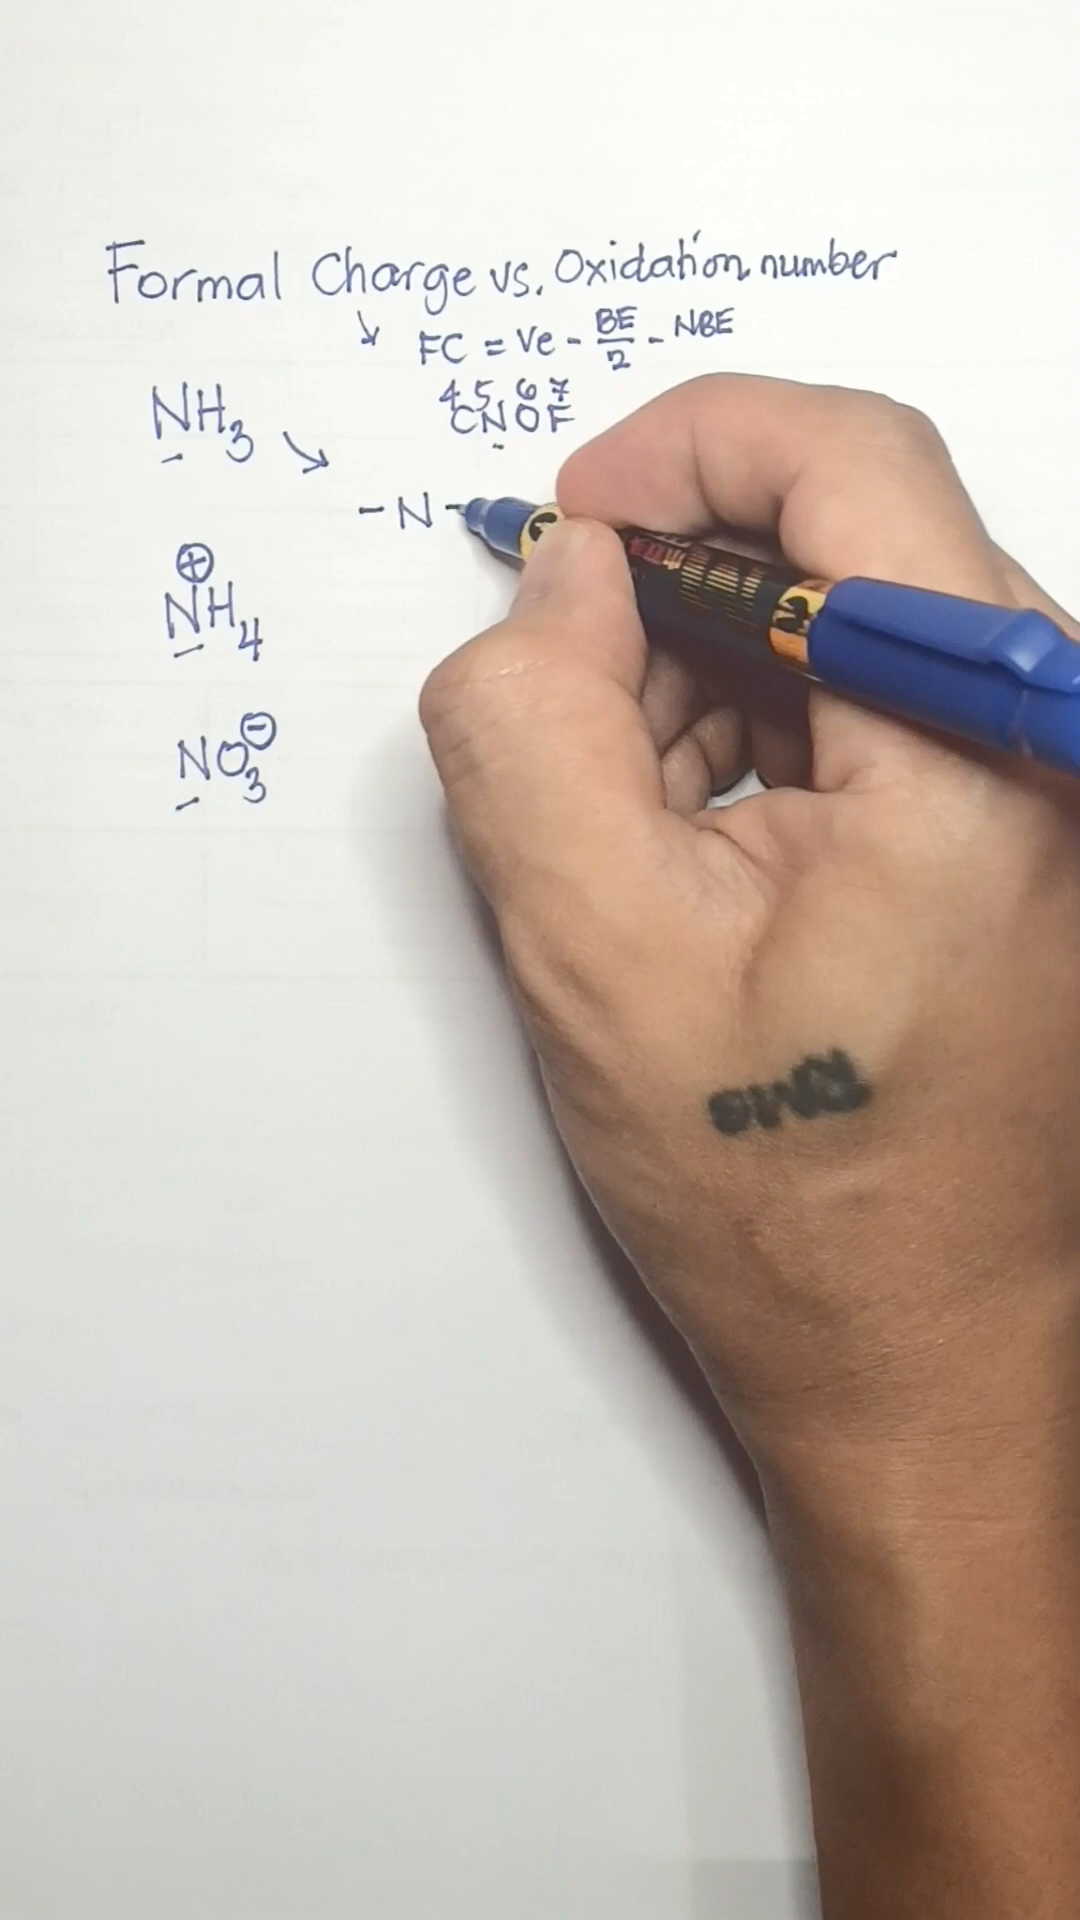 Formal Charge vs. Oxidation number
↘ FC = Ve - BE/2 - NBE
4 5 6 7
C N O F
NH₃ ↘
- N -
⊕
NH₄
NO₃⊖